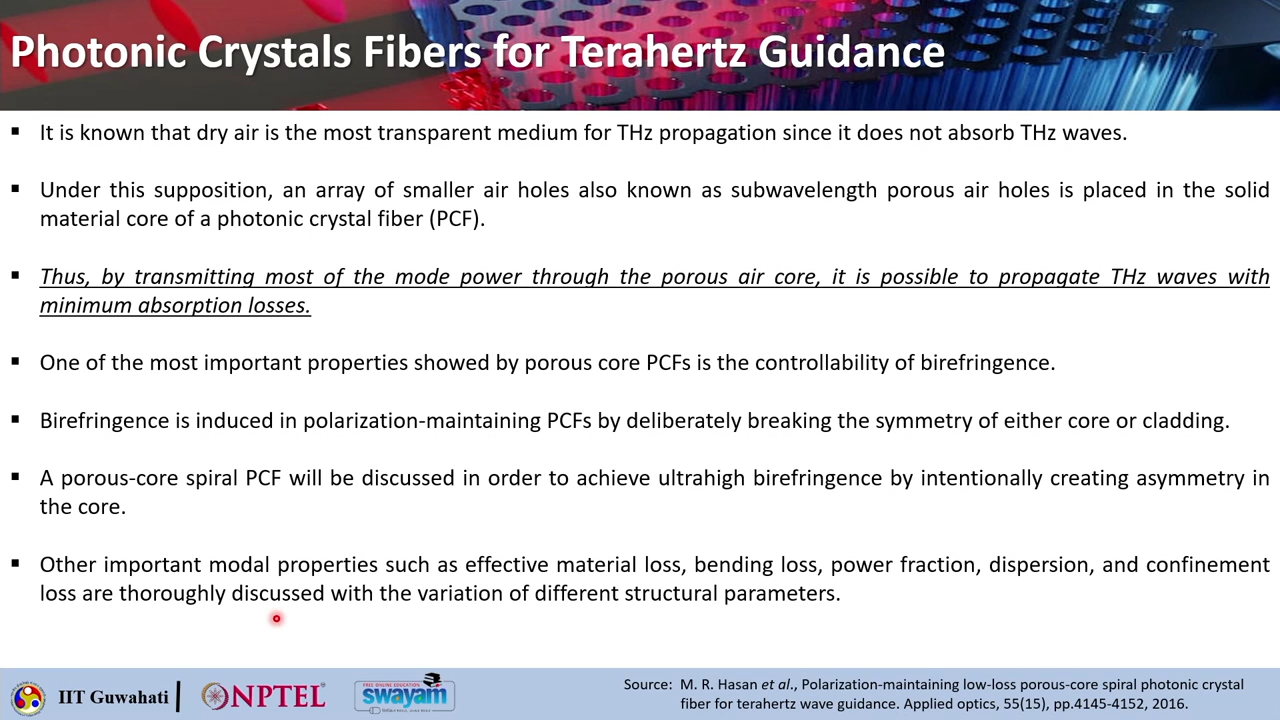 Photonic Crystals Fibers for Terahertz Guidance
▪ It is known that dry air is the most transparent medium for THz propagation since it does not absorb THz waves.
▪ Under this supposition, an array of smaller air holes also known as subwavelength porous air holes is placed in the solid
material core of a photonic crystal fiber (PCF).
▪ Thus, by transmitting most of the mode power through the porous air core, it is possible to propagate THz waves with
minimum absorption losses.
▪ One of the most important properties showed by porous core PCFs is the controllability of birefringence.
▪ Birefringence is induced in polarization-maintaining PCFs by deliberately breaking the symmetry of either core or cladding.
▪ A porous-core spiral PCF will be discussed in order to achieve ultrahigh birefringence by intentionally creating asymmetry in
the core.
▪ Other important modal properties such as effective material loss, bending loss, power fraction, dispersion, and confinement
loss are thoroughly discussed with the variation of different structural parameters.
IIT Guwahati
NPTEL
FREE ONLINE EDUCATION
swayam
Source: M. R. Hasan et al., Polarization-maintaining low-loss porous-core spiral photonic crystal
fiber for terahertz wave guidance. Applied optics, 55(15), pp.4145-4152, 2016.